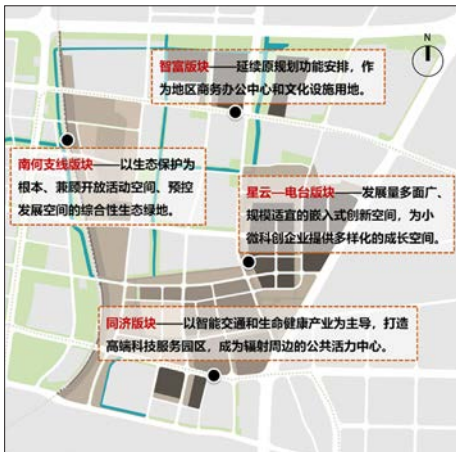 N
智富版块——延续原规划功能安排，作
为地区商务办公中心和文化设施用地。
南何支线版块——以生态保护为
根本、兼顾开放活动空间、预控
发展空间的综合性生态绿地。
星云—电台版块——发展量多面广、
规模适宜的嵌入式创新空间，为小
微科创企业提供多样化的成长空间。
同济版块——以智能交通和生命健康产业为主导，打造
高端科技服务园区，成为辐射周边的公共活力中心。